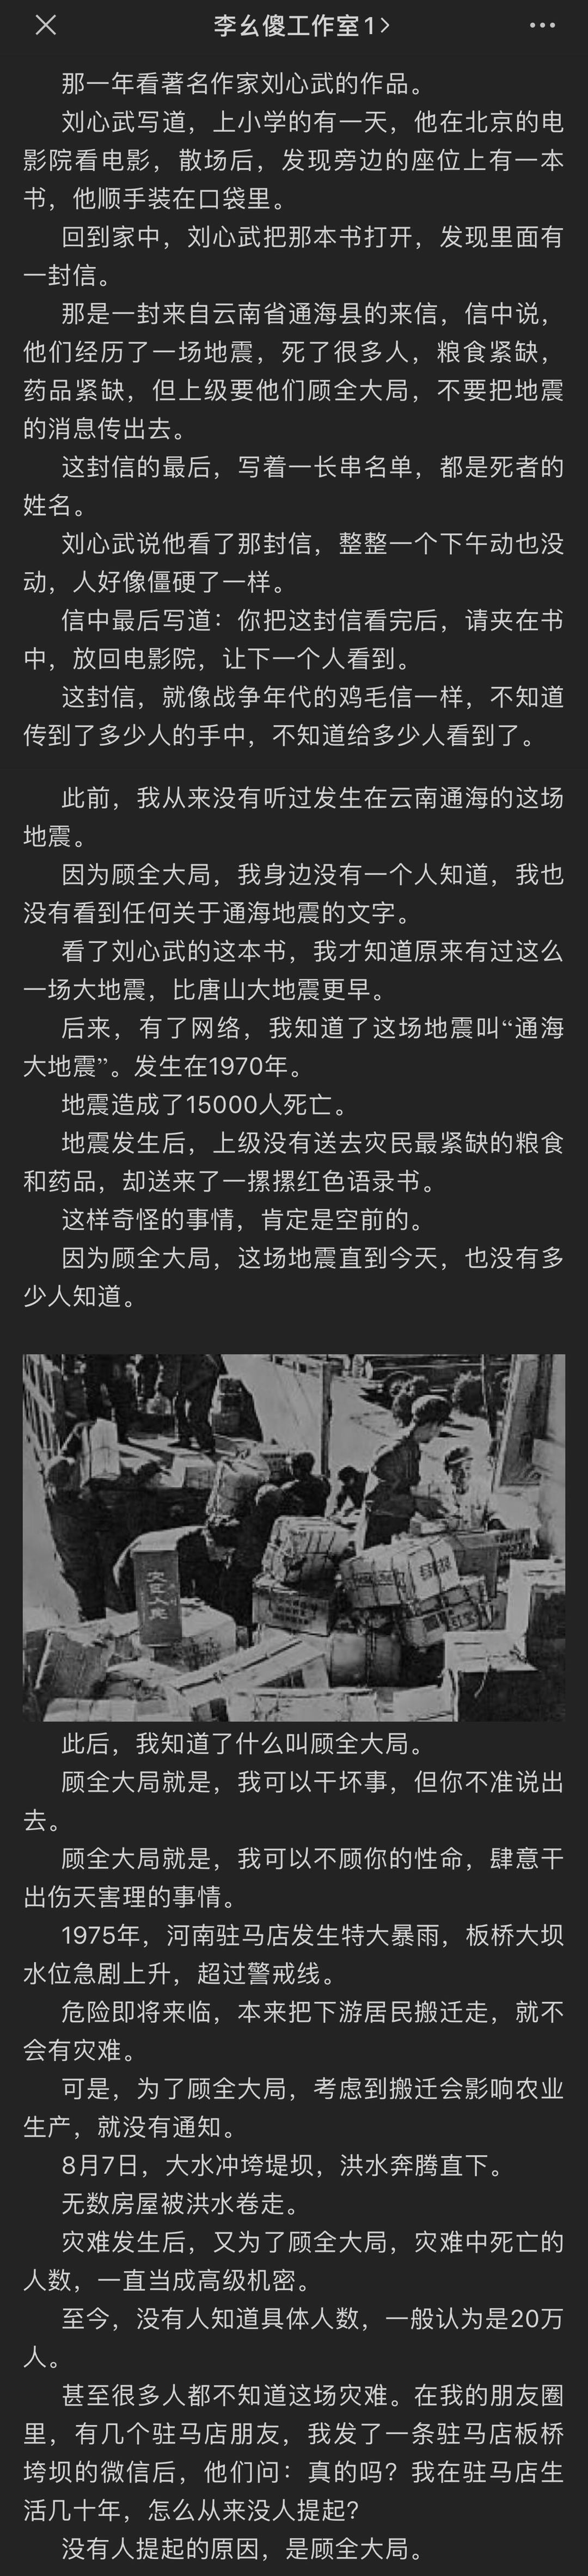 李幺傻工作室1
那一年看著名作家刘心武的作品。
刘心武写道，上小学的有一天，他在北京的电
影院看电影，散场后，发现旁边的座位上有一本
书，他顺手装在口袋里。
回到家中，刘心武把那本书打开，发现里面有
一封信。
那是一封来自云南省通海县的来信，信中说，
他们经历了一场地震，死了很多人，粮食紧缺，
药品紧缺，但上级要他们顾全大局，不要把地震
的消息传出去。
这封信的最后，写着一长串名单，都是死者的
姓名。
刘心武说他看了那封信，整整一个下午动也没
动，人好像僵硬了一样。
信中最后写道：你把这封信看完后，请夹在书
中，放回电影院，让下一个人看到。
这封信，就像战争年代的鸡毛信一样，不知道
传到了多少人的手中，不知道给多少人看到了。
此前，我从来没有听过发生在云南通海的这场
地震。
因为顾全大局，我身边没有一个人知道，我也
没有看到任何关于通海地震的文字。
看了刘心武的这本书，我才知道原来有过这么
一场大地震，比唐山大地震更早。
后来，有了网络，我知道了这场地震叫“通海
大地震”。发生在1970年。
地震造成了15000人死亡。
地震发生后，上级没有送去灾民最紧缺的粮食
和药品，却送来了一摞摞红色语录书。
这样奇怪的事情，肯定是空前的。
因为顾全大局，这场地震直到今天，也没有多
少人知道。
灾区人民
此后，我知道了什么叫顾全大局。
顾全大局就是，我可以干坏事，但你不准说出
去。
顾全大局就是，我可以不顾你的性命，肆意干
出伤天害理的事情。
1975年，河南驻马店发生特大暴雨，板桥大坝
水位急剧上升，超过警戒线。
危险即将来临，本来把下游居民搬迁走，就不
会有灾难。
可是，为了顾全大局，考虑到搬迁会影响农业
生产，就没有通知。
8月7日，大水冲垮堤坝，洪水奔腾直下。
无数房屋被洪水卷走。
灾难发生后，又为了顾全大局，灾难中死亡的
人数，一直当成高级机密。
至今，没有人知道具体人数，一般认为是20万
人。
甚至很多人都不知道这场灾难。在我的朋友圈
里，有几个驻马店朋友，我发了一条驻马店板桥
垮坝的微信后，他们问：真的吗？我在驻马店生
活几十年，怎么从来没人提起？
没有人提起的原因，是顾全大局。